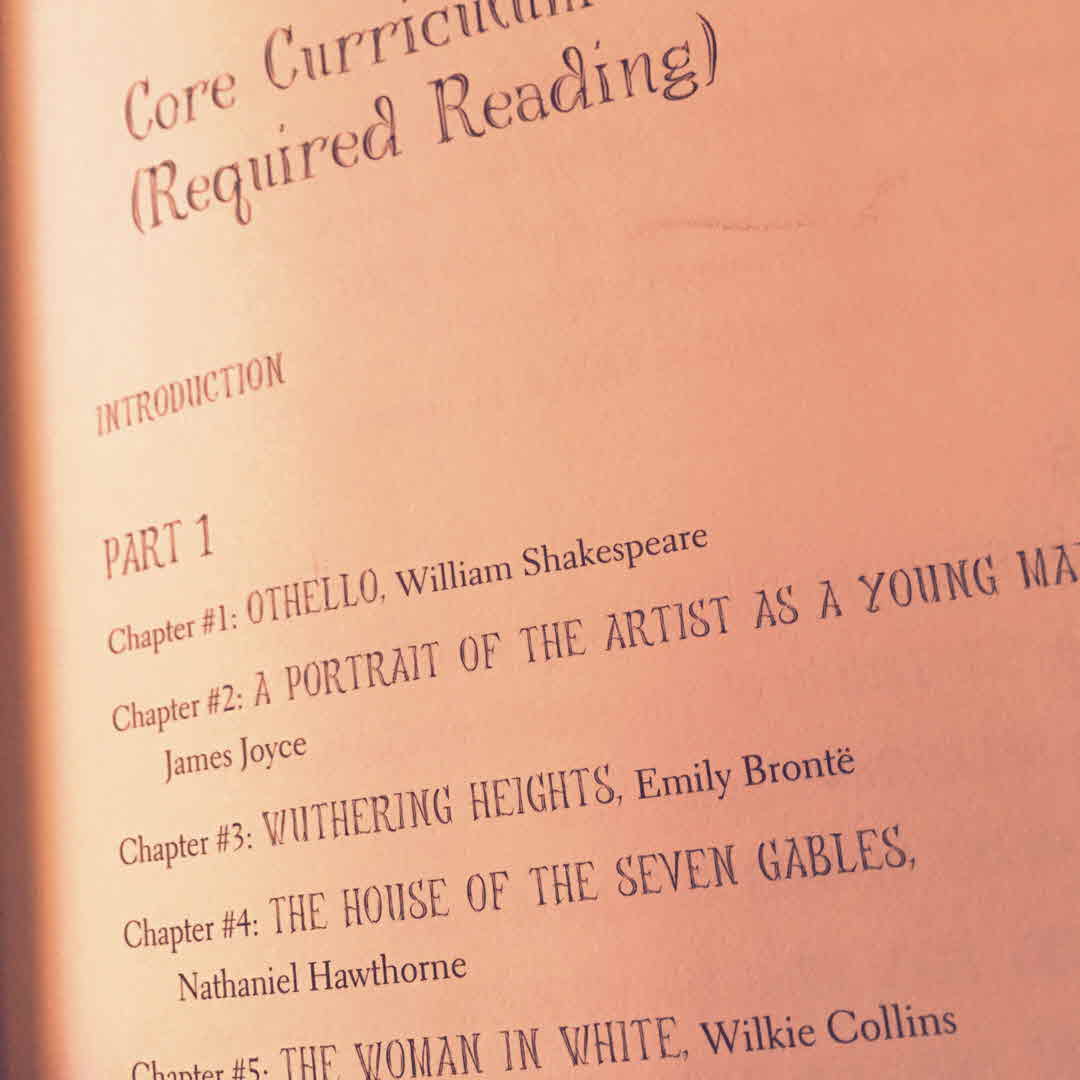 Core Curriculum
(Required Reading)
INTRODUCTION
PART 1
Chapter #1: OTHELLO, William Shakespeare
Chapter #2: A PORTRAIT OF THE ARTIST AS A YOUNG MA
James Joyce
Chapter #3: WUTHERING HEIGHTS, Emily Brontë
Chapter #4: THE HOUSE OF THE SEVEN GABLES,
Nathaniel Hawthorne
Chapter #5: THE WOMAN IN WHITE, Wilkie Collins